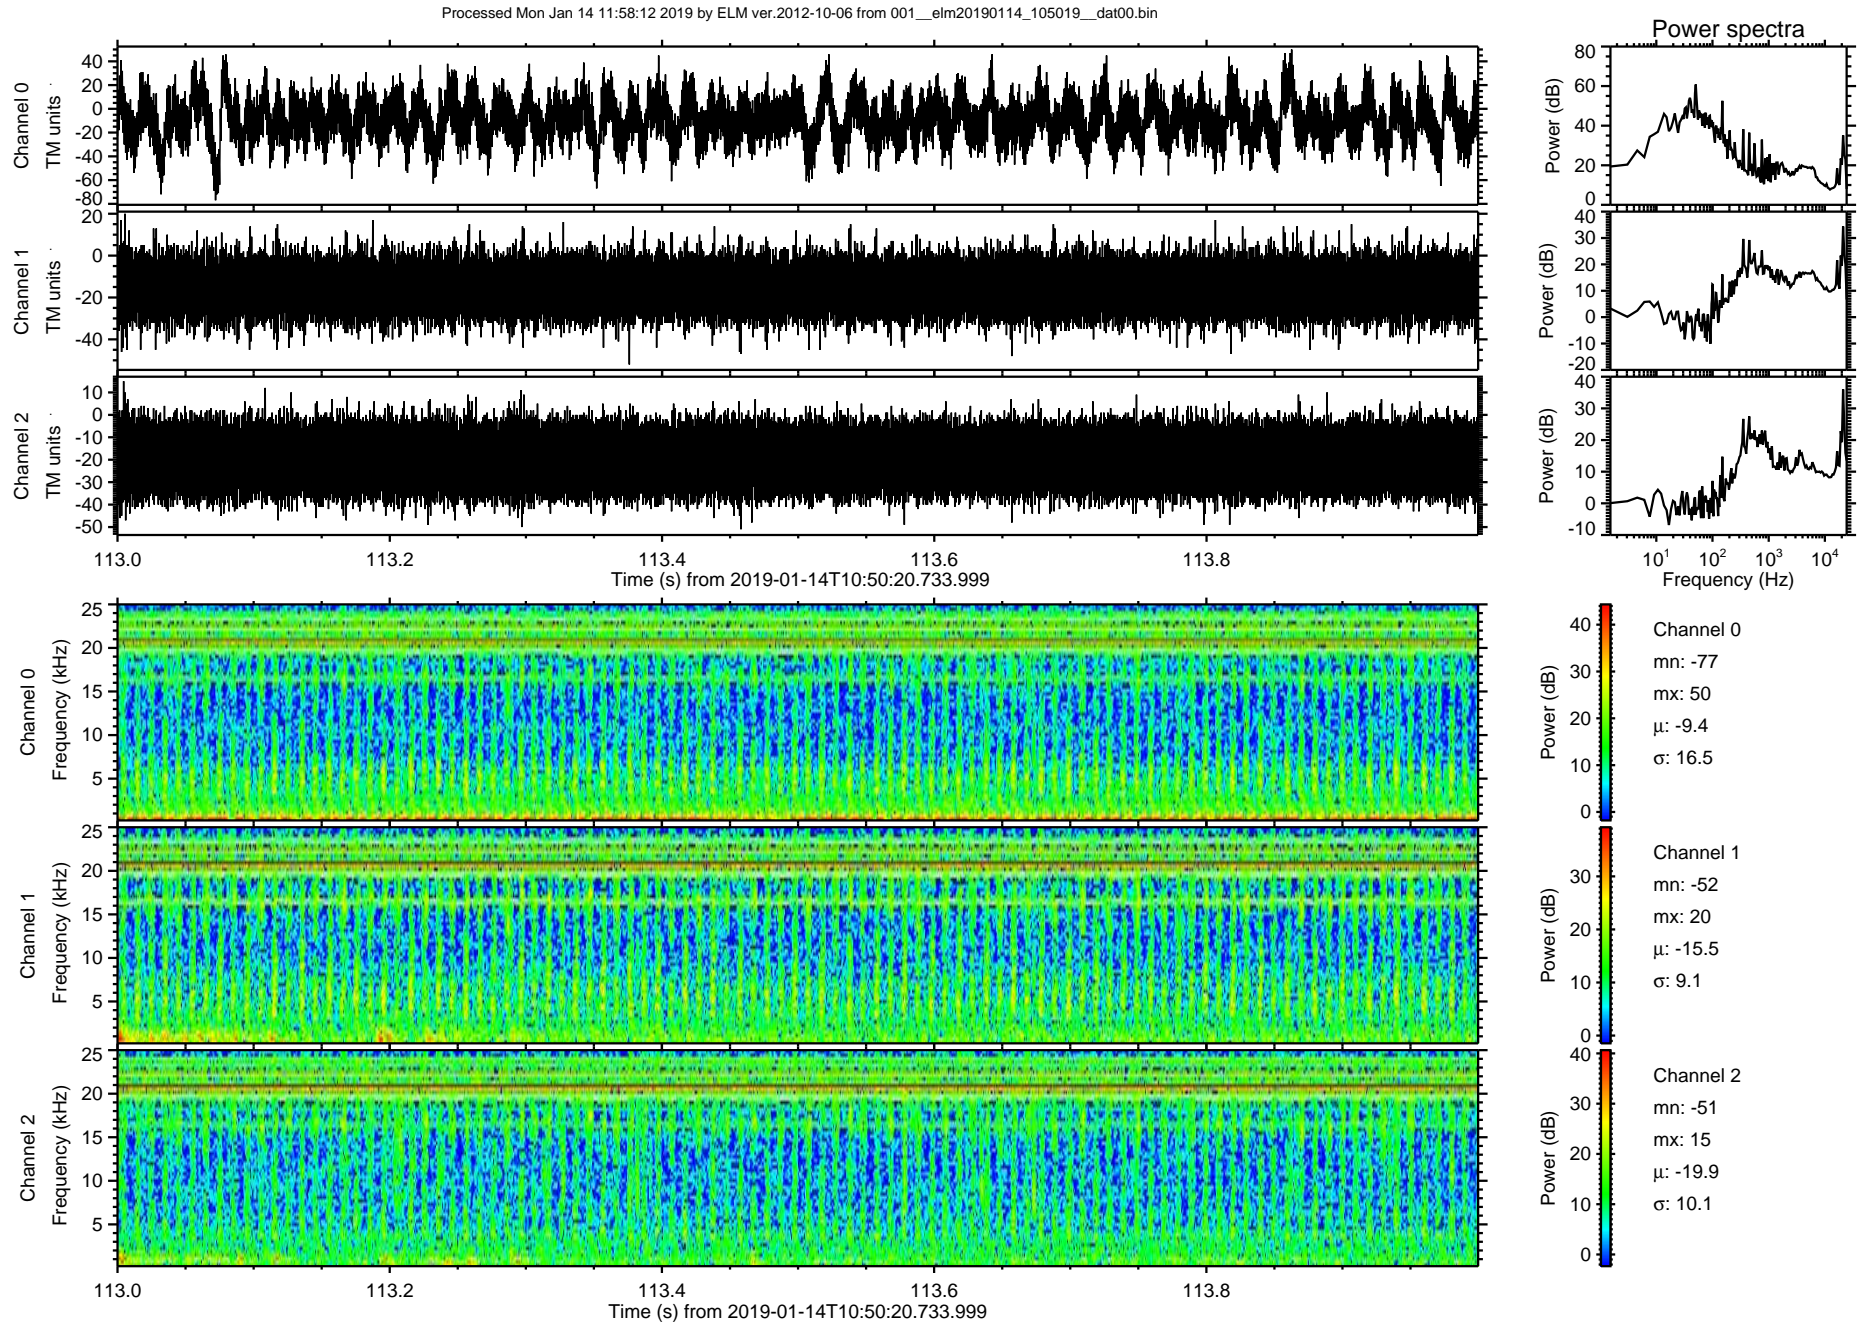 Processed Mon Jan 14 11:58:12 2019 by ELM ver.2012-10-06 from 001__elm20190114_105019__dat00.bin
Power spectra
Channel 0
TM units
40
20
0
-20
-40
-60
-80
Power (dB)
80
60
40
20
0
Channel 1
TM units
20
0
-20
-40
Power (dB)
40
30
20
10
0
-10
-20
Channel 2
TM units
10
0
-10
-20
-30
-40
-50
Power (dB)
40
30
20
10
0
-10
113.0 113.2 113.4 113.6 113.8
Time (s) from 2019-01-14T10:50:20.733.999
10^1 10^2 10^3 10^4
Frequency (Hz)
Channel 0
Frequency (kHz)
25
20
15
10
5
Power (dB)
40
30
20
10
0
Channel 0
mn: -77
mx: 50
μ: -9.4
σ: 16.5
Channel 1
Frequency (kHz)
25
20
15
10
5
Power (dB)
30
20
10
0
Channel 1
mn: -52
mx: 20
μ: -15.5
σ: 9.1
Channel 2
Frequency (kHz)
25
20
15
10
5
Power (dB)
40
30
20
10
0
Channel 2
mn: -51
mx: 15
μ: -19.9
σ: 10.1
113.0 113.2 113.4 113.6 113.8
Time (s) from 2019-01-14T10:50:20.733.999